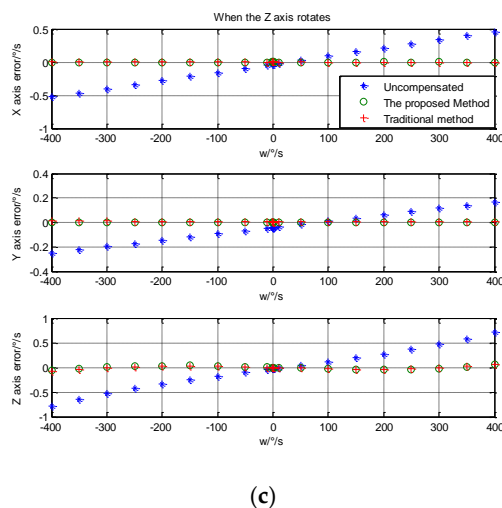 When the Z axis rotates
X axis error/°/s
0.5
0
-0.5
-1
-400 -300 -200 -100 0 100 200 300 400
w/°/s
Uncompensated
The proposed Method
Traditional method
Y axis error/°/s
0.4
0.2
0
-0.2
-0.4
-400 -300 -200 -100 0 100 200 300 400
w/°/s
Z axis error/°/s
1
0.5
0
-0.5
-1
-400 -300 -200 -100 0 100 200 300 400
w/°/s
(c)